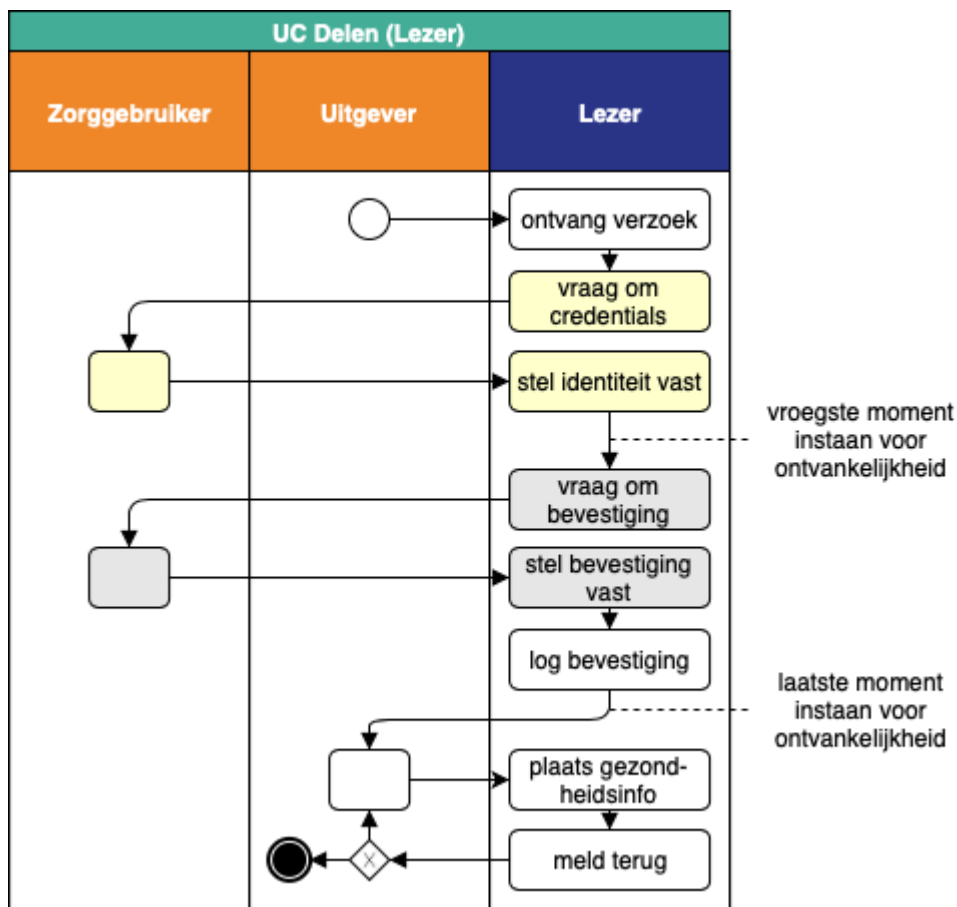 UC Delen (Lezer)
Zorggebruiker
Uitgever
Lezer
ontvang verzoek
vraag om
credentials
stel identiteit vast
vroegste moment
instaan voor
ontvankelijkheid
vraag om
bevestiging
stel bevestiging
vast
log bevestiging
laatste moment
instaan voor
ontvankelijkheid
plaats gezond-
heidsinfo
X
meld terug